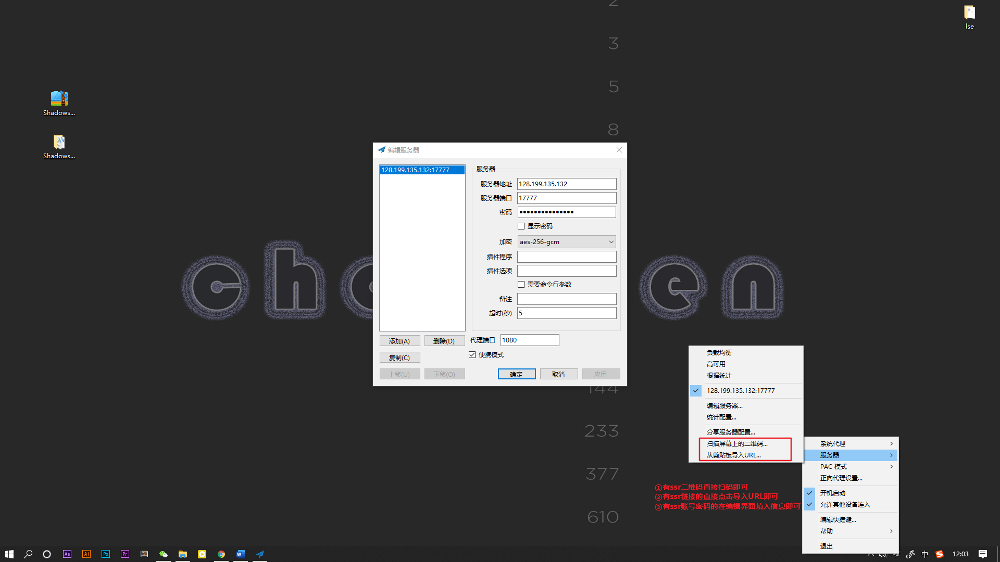 2
3
5
8
144
233
377
610
lse
Shadows...
Shadows...
编辑服务器
128.199.135.132:17777
服务器
服务器地址 128.199.135.132
服务器端口 17777
密码 ●●●●●●●●●●●●●●●
显示密码
加密 aes-256-gcm
插件程序
插件选项
需要命令行参数
备注
超时(秒) 5
添加(A) 删除(D) 代理端口 1080
复制(C) 便携模式
上移(U) 下移(O) 确定 取消 应用
负载均衡
高可用
根据统计
128.199.135.132:17777
编辑服务器...
统计配置...
分享服务器配置...
扫描屏幕上的二维码...
从剪贴板导入URL...
系统代理
服务器
PAC 模式
正向代理设置...
开机启动
允许其他设备连入
编辑快捷键...
帮助
退出
①有ssr二维码直接扫码即可
②有ssr链接的直接点击导入URL即可
③有ssr账号密码的在编辑界面填入信息即可
Ae Ai Ps Pr W 中 S 12:03